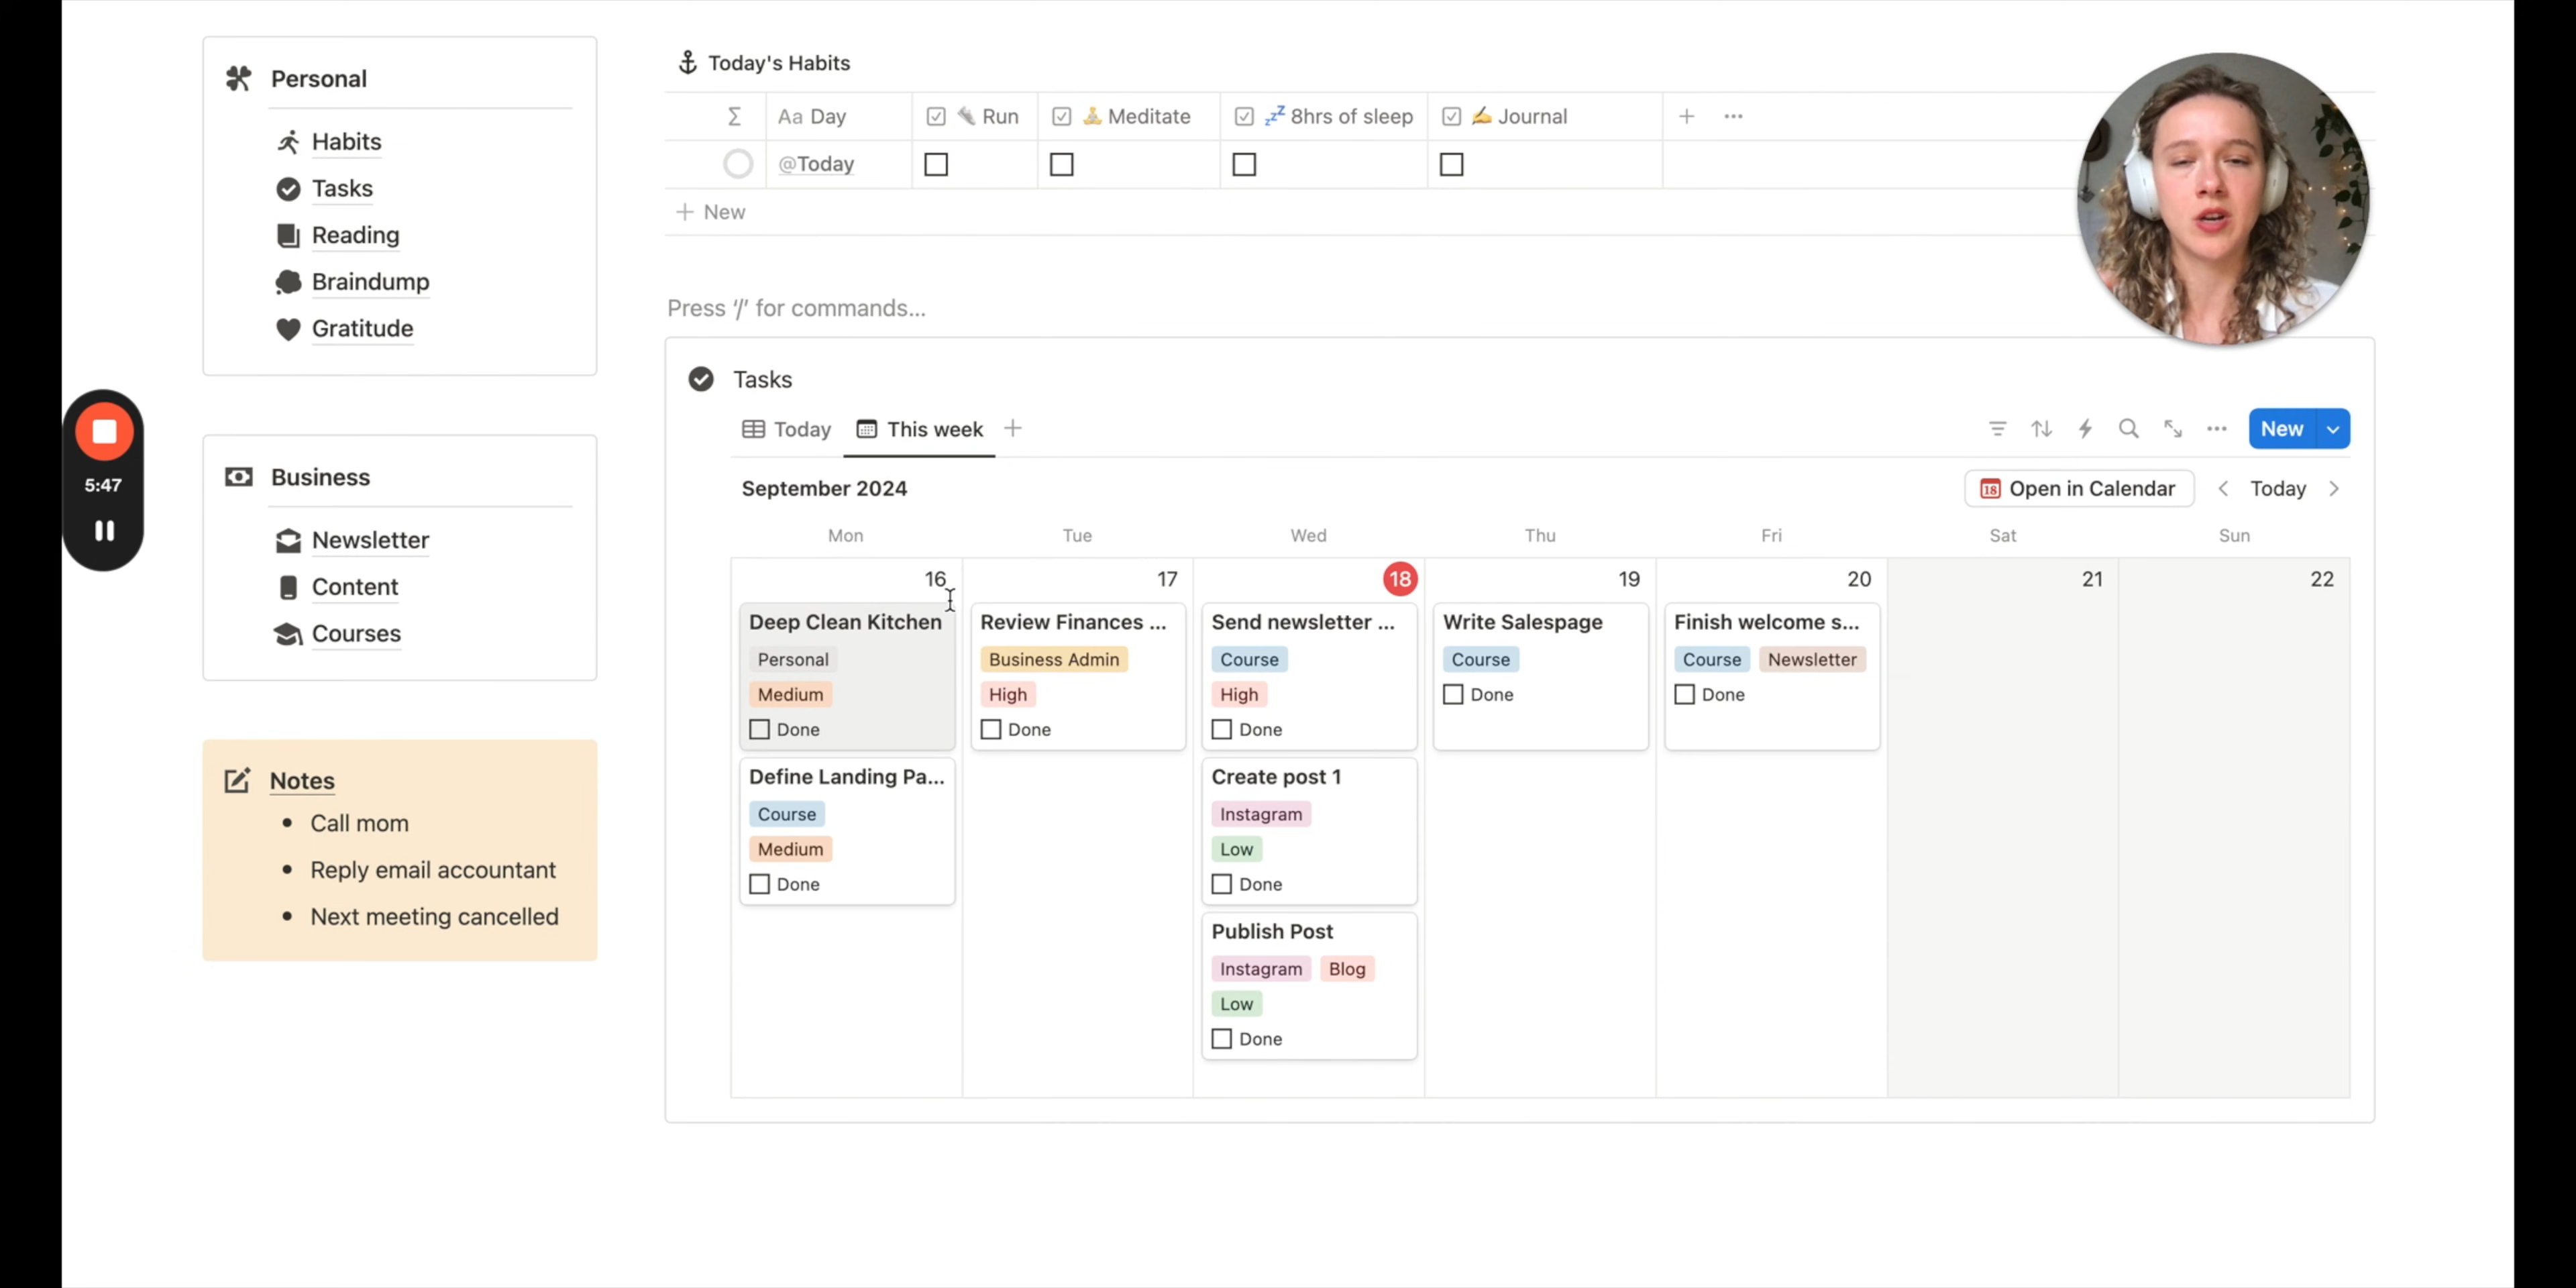 Personal
Habits
Tasks
Reading
Braindump
Gratitude
5:47
Business
Newsletter
Content
Courses
Notes
• Call mom
• Reply email accountant
• Next meeting cancelled
Today's Habits
Σ Aa Day Run Meditate 8hrs of sleep Journal + ...
@Today
+ New
Press '/' for commands...
Tasks
Today This week + ... New
September 2024 18 Open in Calendar < Today >
Mon Tue Wed Thu Fri Sat Sun
16 17 18 19 20 21 22
Deep Clean Kitchen
Personal
Medium
Done
Define Landing Pa...
Course
Medium
Done
Review Finances ...
Business Admin
High
Done
Send newsletter ...
Course
High
Done
Create post 1
Instagram
Low
Done
Publish Post
Instagram Blog
Low
Done
Write Salespage
Course
Done
Finish welcome s...
Course Newsletter
Done